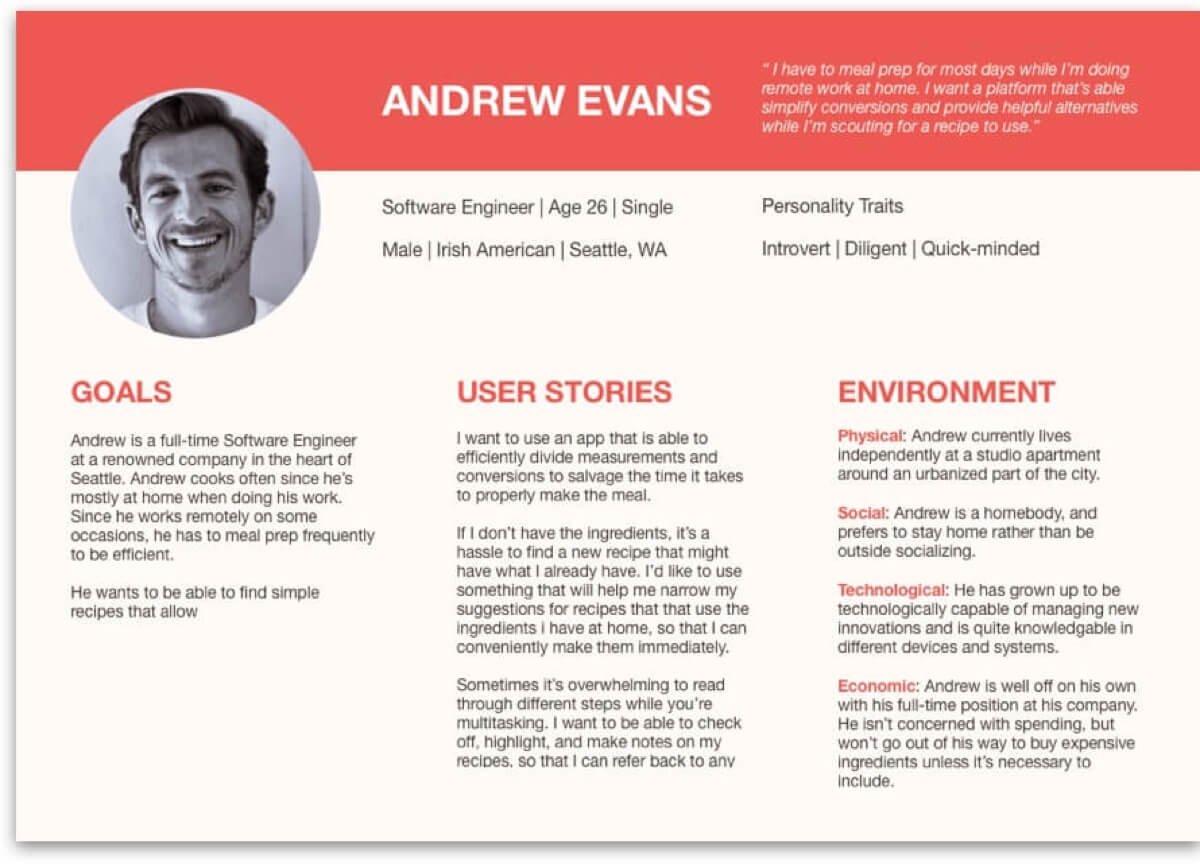 ANDREW EVANS
“ I have to meal prep for most days while I’m doing
remote work at home. I want a platform that’s able
simplify conversions and provide helpful alternatives
while I’m scouting for a recipe to use.”
Software Engineer | Age 26 | Single
Male | Irish American | Seattle, WA
Personality Traits
Introvert | Diligent | Quick-minded
GOALS
Andrew is a full-time Software Engineer
at a renowned company in the heart of
Seattle. Andrew cooks often since he’s
mostly at home when doing his work.
Since he works remotely on some
occasions, he has to meal prep frequently
to be efficient.
He wants to be able to find simple
recipes that allow
USER STORIES
I want to use an app that is able to
efficiently divide measurements and
conversions to salvage the time it takes
to properly make the meal.
If I don’t have the ingredients, it’s a
hassle to find a new recipe that might
have what I already have. I’d like to use
something that will help me narrow my
suggestions for recipes that that use the
ingredients i have at home, so that I can
conveniently make them immediately.
Sometimes it’s overwhelming to read
through different steps while you’re
multitasking. I want to be able to check
off, highlight, and make notes on my
recipes, so that I can refer back to any
ENVIRONMENT
Physical: Andrew currently lives
independently at a studio apartment
around an urbanized part of the city.
Social: Andrew is a homebody, and
prefers to stay home rather than be
outside socializing.
Technological: He has grown up to be
technologically capable of managing new
innovations and is quite knowledgable in
different devices and systems.
Economic: Andrew is well off on his own
with his full-time position at his company.
He isn’t concerned with spending, but
won’t go out of his way to buy expensive
ingredients unless it’s necessary to
include.